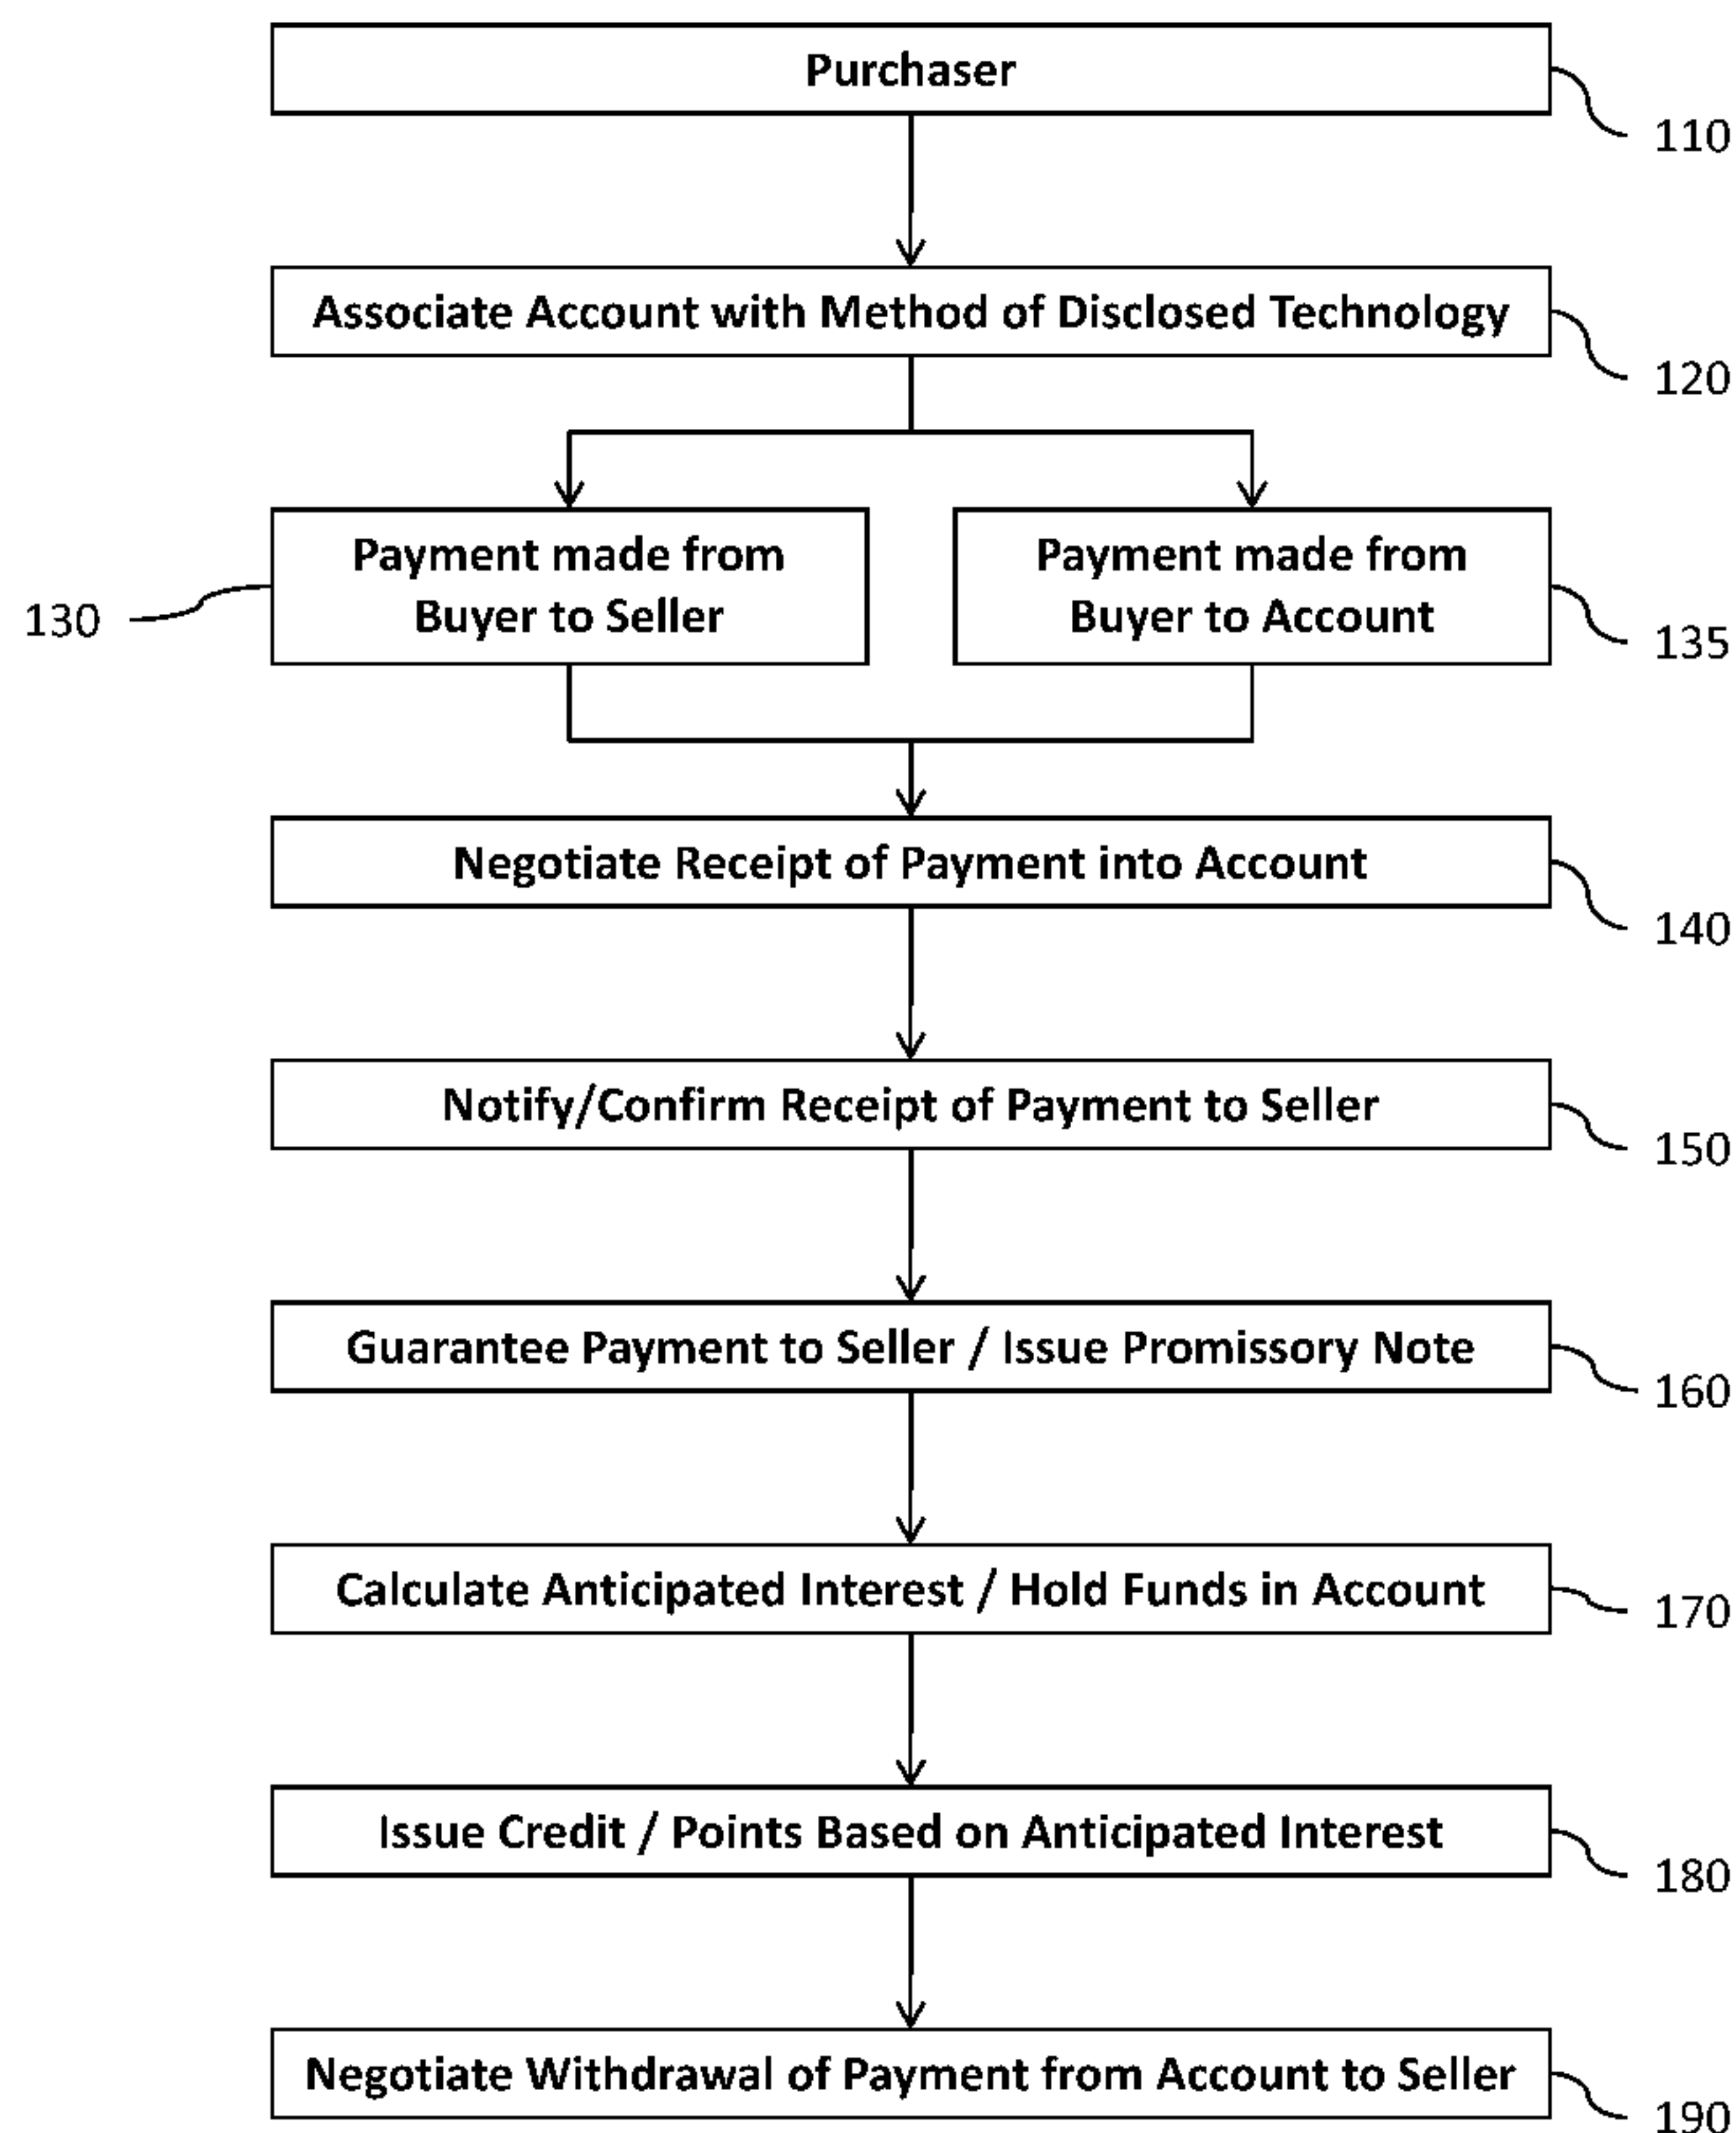 Purchaser
110
Associate Account with Method of Disclosed Technology
120
Payment made from
Buyer to Seller
130
Payment made from
Buyer to Account
135
Negotiate Receipt of Payment into Account
140
Notify/Confirm Receipt of Payment to Seller
150
Guarantee Payment to Seller / Issue Promissory Note
160
Calculate Anticipated Interest / Hold Funds in Account
170
Issue Credit / Points Based on Anticipated Interest
180
Negotiate Withdrawal of Payment from Account to Seller
190